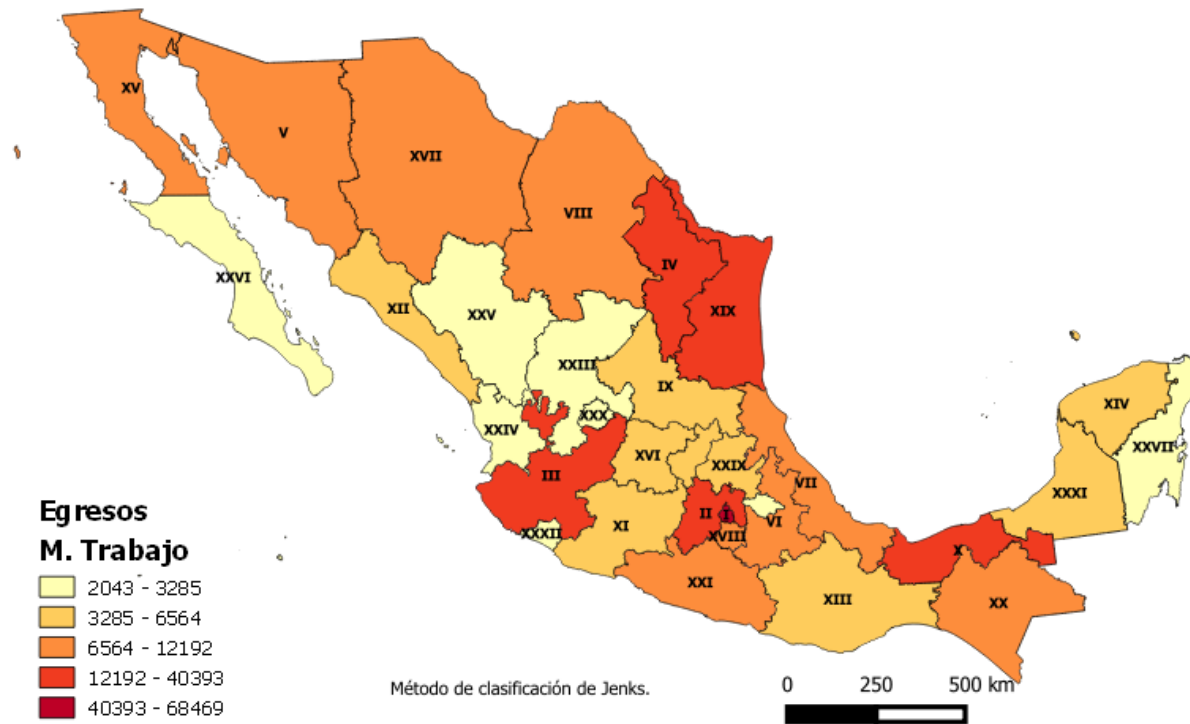 XV
V
XVII
VIII
IV
XXVI
XII
XXV
XIX
XXIII
IX
XXX
XXIV
XIV
XXVII
XVI
XXIX
III
VII
XXXI
II
I
VI
XXXII
XI
XVIII
X
XXI
XIII
XX
Egresos
M. Trabajo
2043 - 3285
3285 - 6564
6564 - 12192
12192 - 40393
40393 - 68469
Método de clasificación de Jenks.
0 250 500 km